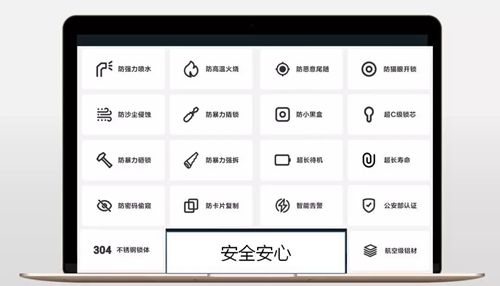 防强力喷水 防高温火烧 防恶意尾随 防猫眼开锁
防沙尘侵蚀 防暴力撬锁 防小黑盒 超C级锁芯
防暴力砸锁 防暴力强拆 超长待机 超长寿命
防密码偷窥 防卡片复制 智能告警 公安部认证
304 不锈钢锁体 安全安心 航空级铝材